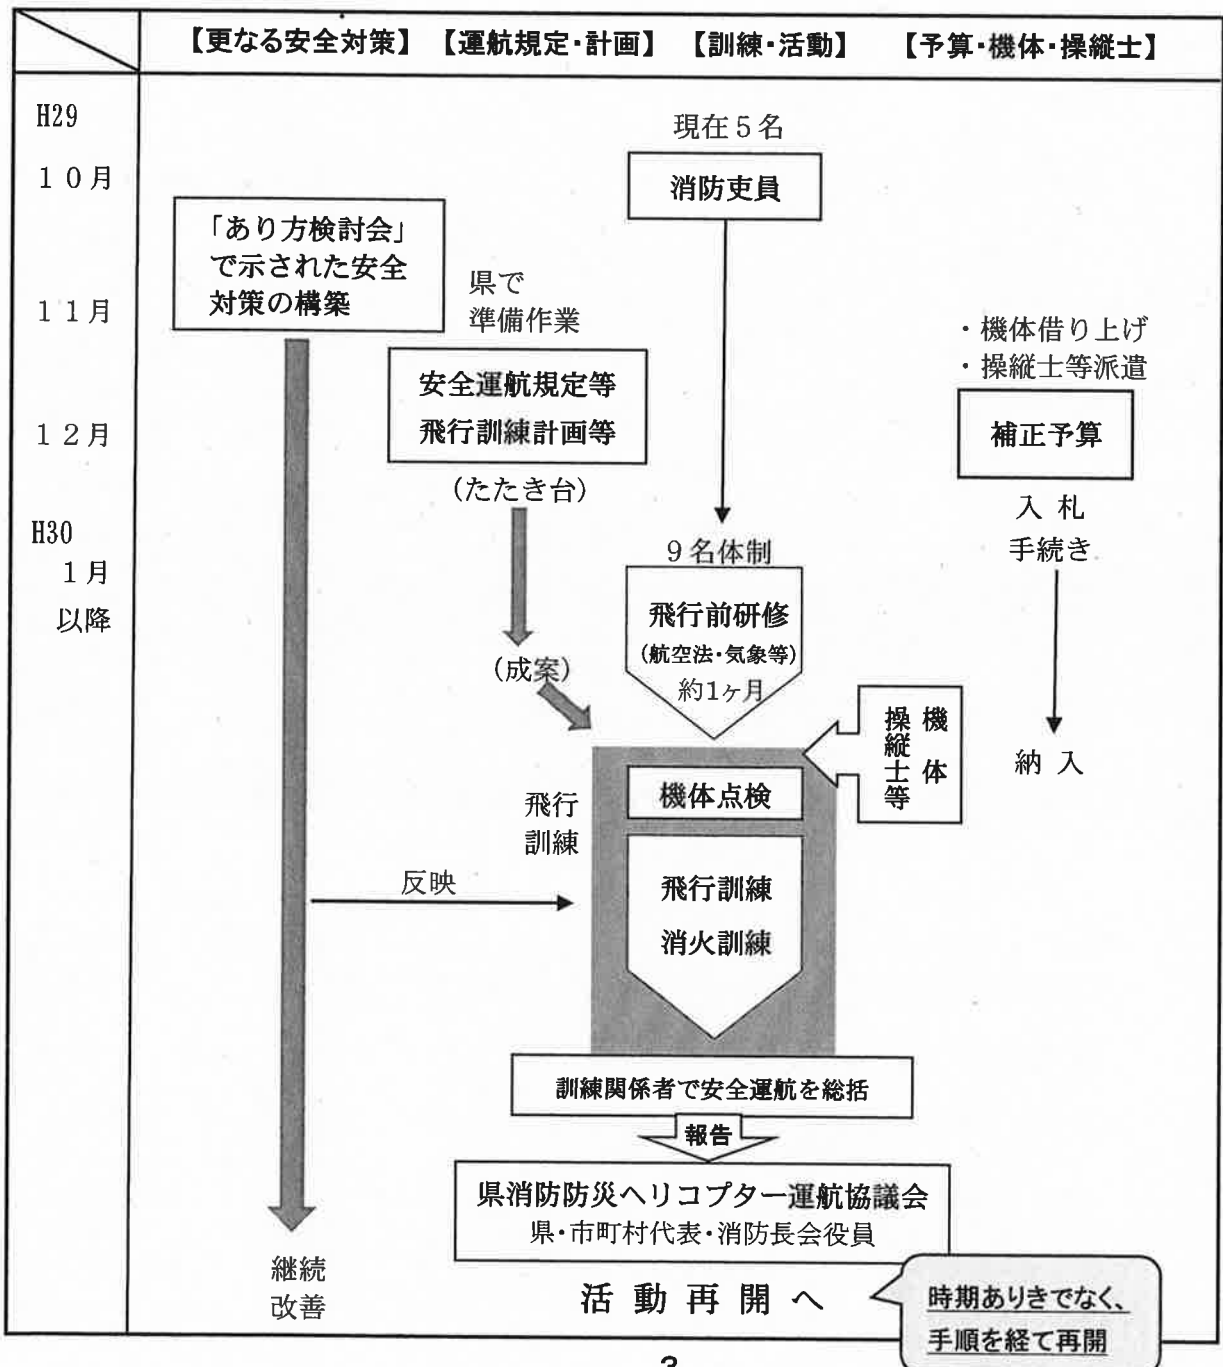 【更なる安全対策】 【運航規定・計画】 【訓練・活動】 【予算・機体・操縦士】
H29
10月
11月
12月
H30
1月
以降
「あり方検討会」
で示された安全
対策の構築
継続
改善
県で
準備作業
安全運航規定等
飛行訓練計画等
(たたき台)
(成案)
現在5名
消防吏員
9名体制
飛行前研修
(航空法・気象等)
約1ヶ月
・機体借り上げ
・操縦士等派遣
補正予算
入札
手続き
納入
機体
操縦士等
飛行
訓練
機体点検
反映
飛行訓練
消火訓練
訓練関係者で安全運航を総括
報告
県消防防災ヘリコプター運航協議会
県・市町村代表・消防長会役員
活動再開へ
時期ありきでなく、
手順を経て再開
3